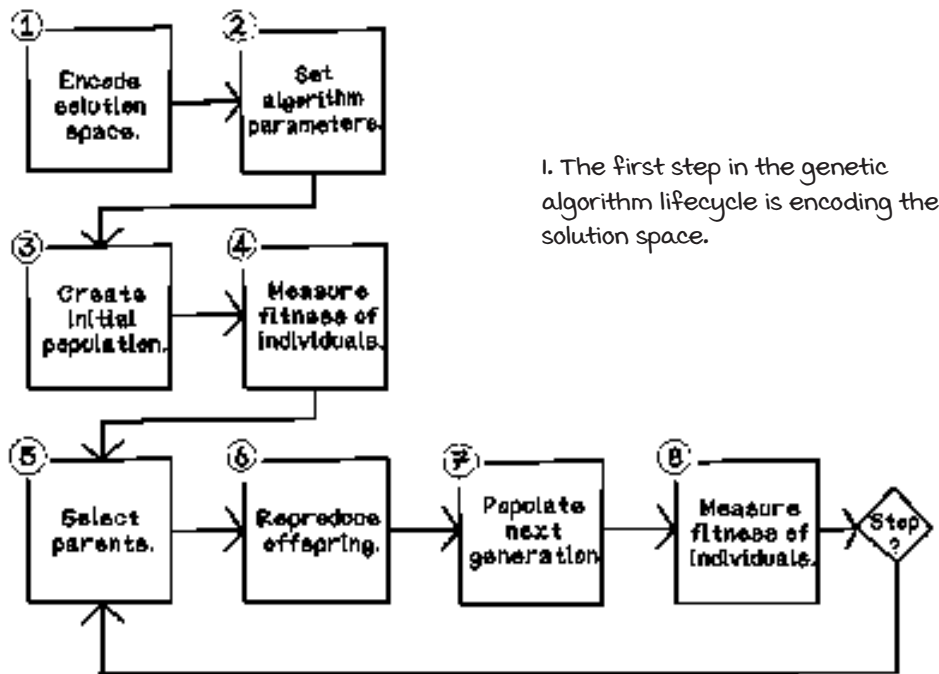 1
Encode
solution
space.
2
Set
algorithm
parameters.
1. The first step in the genetic
algorithm lifecycle is encoding the
solution space.
3
Create
initial
population.
4
Measure
fitness of
individuals.
5
Select
parents.
6
Reproduce
offspring.
7
Populate
next
generation
8
Measure
fitness of
individuals.
Stop
?